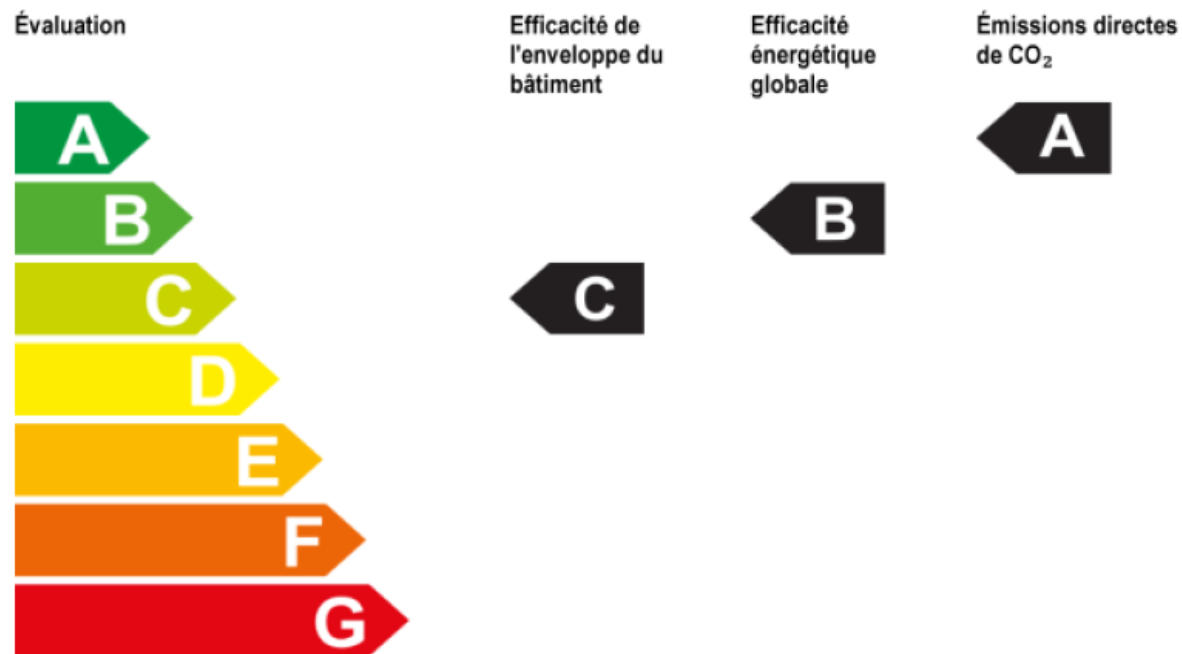 Évaluation
Efficacité de
l'enveloppe du
bâtiment
Efficacité
énergétique
globale
Émissions directes
de CO₂
A
A
B
B
C
C
D
E
F
G